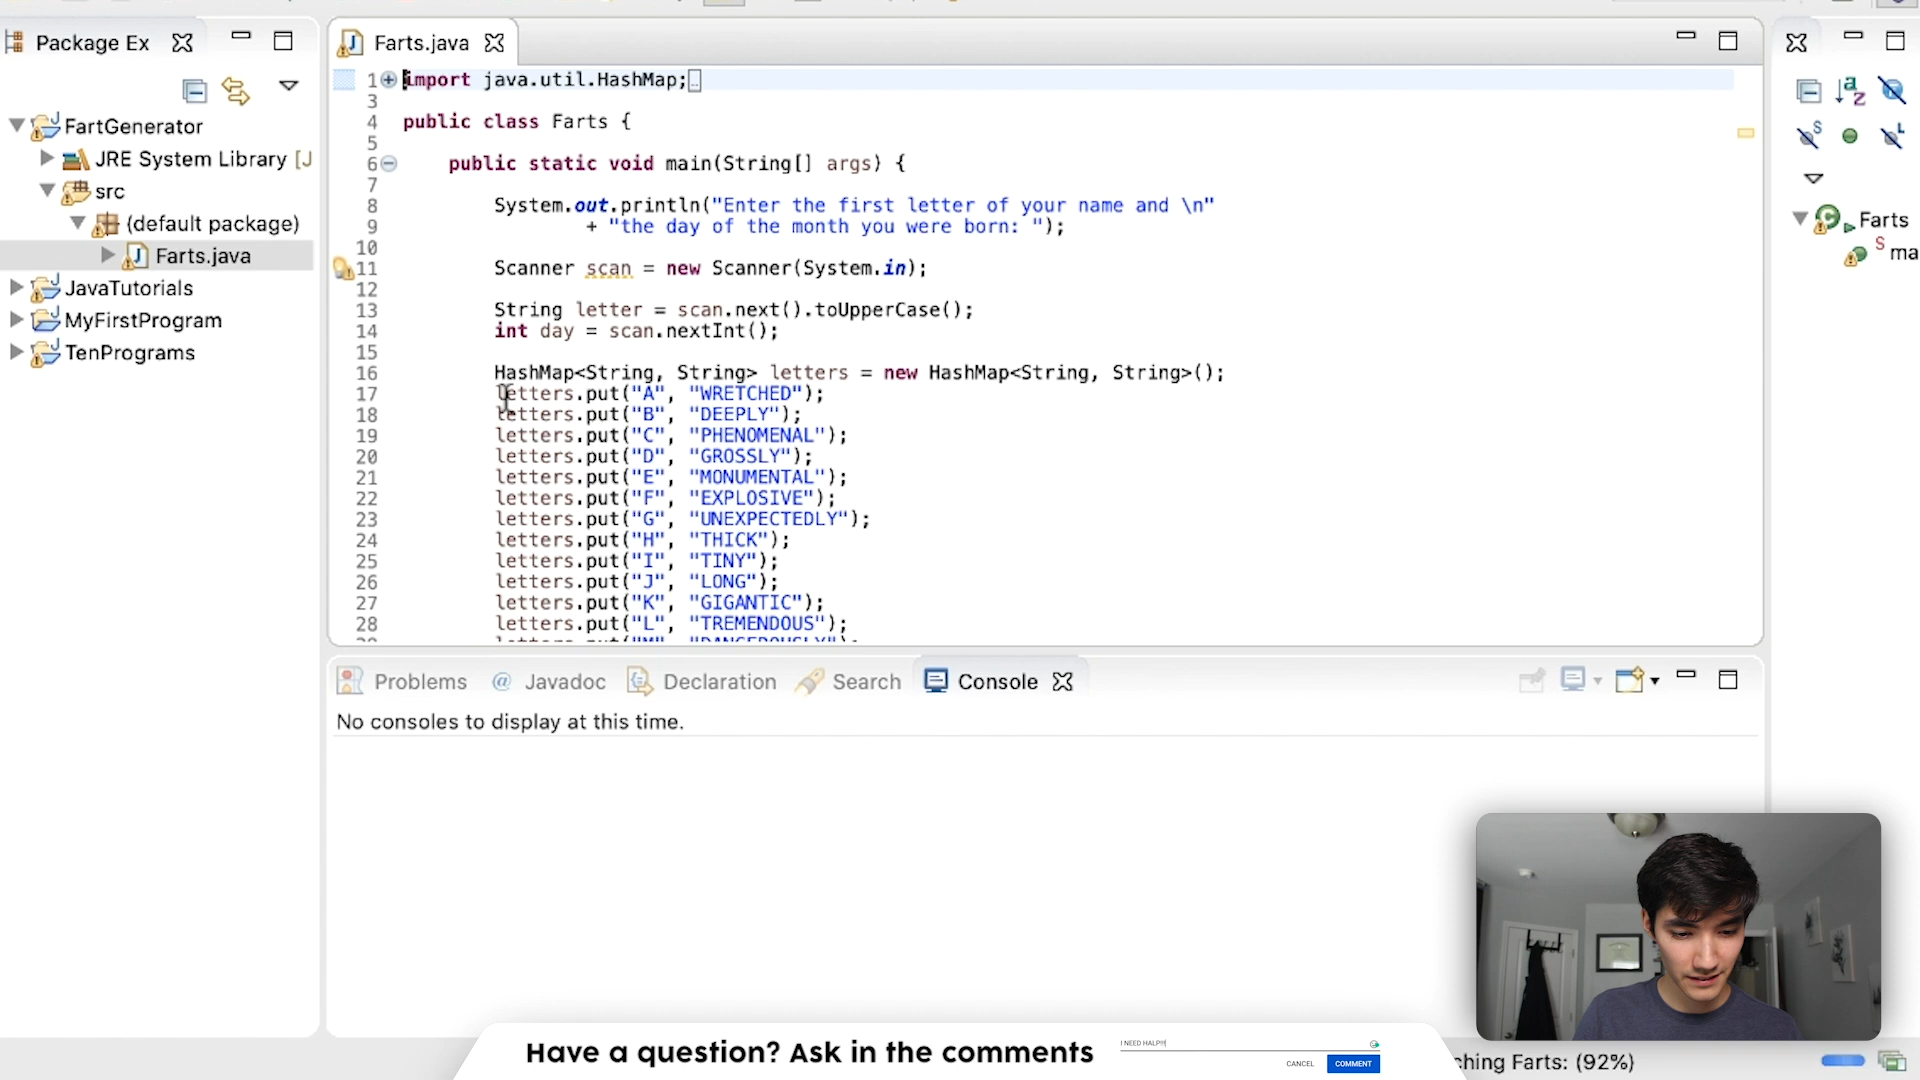 Package Ex
FartGenerator
JRE System Library [J
src
(default package)
Farts.java
JavaTutorials
MyFirstProgram
TenPrograms
Farts.java
1 import java.util.HashMap;
3
4 public class Farts {
5
6 public static void main(String[] args) {
7
8 System.out.println("Enter the first letter of your name and \n"
9 + "the day of the month you were born: ");
10
11 Scanner scan = new Scanner(System.in);
12
13 String letter = scan.next().toUpperCase();
14 int day = scan.nextInt();
15
16 HashMap<String, String> letters = new HashMap<String, String>();
17 letters.put("A", "WRETCHED");
18 letters.put("B", "DEEPLY");
19 letters.put("C", "PHENOMENAL");
20 letters.put("D", "GROSSLY");
21 letters.put("E", "MONUMENTAL");
22 letters.put("F", "EXPLOSIVE");
23 letters.put("G", "UNEXPECTEDLY");
24 letters.put("H", "THICK");
25 letters.put("I", "TINY");
26 letters.put("J", "LONG");
27 letters.put("K", "GIGANTIC");
28 letters.put("L", "TREMENDOUS");
Farts
S ma
Problems @ Javadoc Declaration Search Console
No consoles to display at this time.
Have a question? Ask in the comments
I NEED HALP!!!
CANCEL COMMENT
ching Farts: (92%)